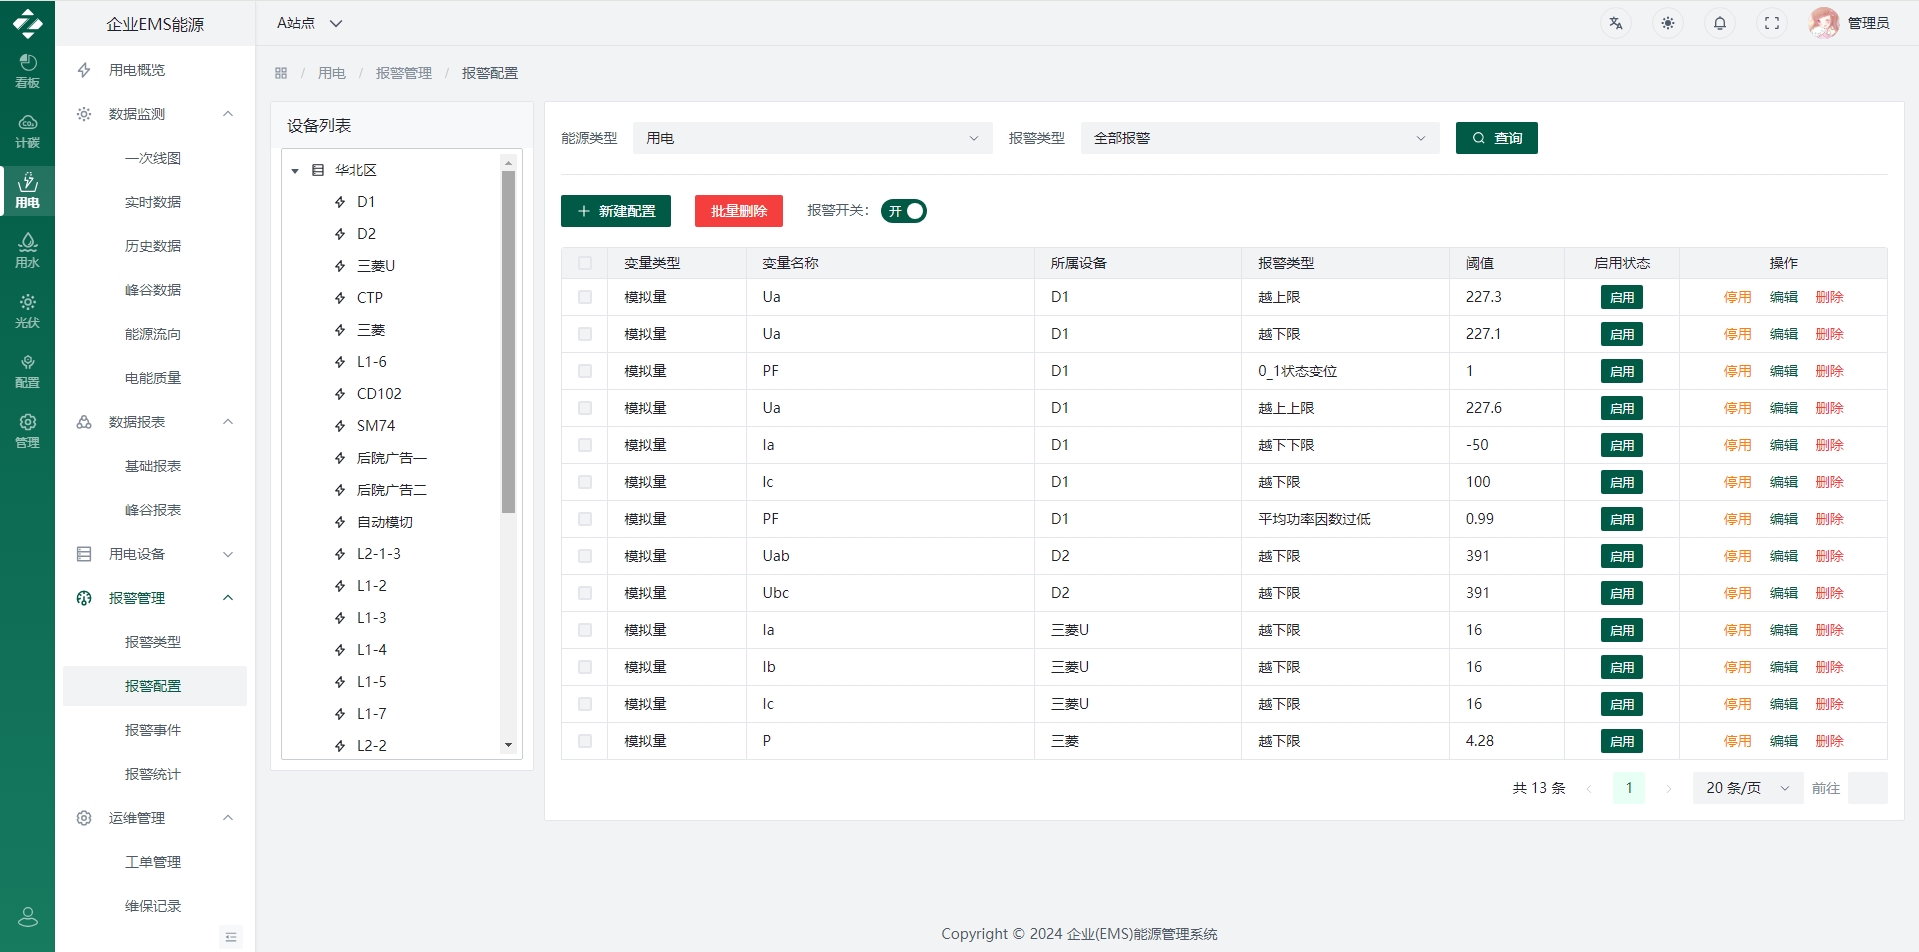 企业EMS能源
A站点
管理员
看板
计碳
用电
用水
光伏
配置
管理
用电概览
数据监测
一次线图
实时数据
历史数据
峰谷数据
能源流向
电能质量
数据报表
基础报表
峰谷报表
用电设备
报警管理
报警类型
报警配置
报警事件
报警统计
运维管理
工单管理
维保记录
/ 用电 / 报警管理 / 报警配置
设备列表
华北区
D1
D2
三菱U
CTP
三菱
L1-6
CD102
SM74
后院广告一
后院广告二
自动模切
L2-1-3
L1-2
L1-3
L1-4
L1-5
L1-7
L2-2
能源类型 用电 报警类型 全部报警 查询
新建配置 批量删除 报警开关： 开
变量类型 变量名称 所属设备 报警类型 阈值 启用状态 操作
模拟量 Ua D1 越上限 227.3 启用 停用 编辑 删除
模拟量 Ua D1 越下限 227.1 启用 停用 编辑 删除
模拟量 PF D1 0_1状态变位 1 启用 停用 编辑 删除
模拟量 Ua D1 越上上限 227.6 启用 停用 编辑 删除
模拟量 Ia D1 越下下限 -50 启用 停用 编辑 删除
模拟量 Ic D1 越下限 100 启用 停用 编辑 删除
模拟量 PF D1 平均功率因数过低 0.99 启用 停用 编辑 删除
模拟量 Uab D2 越下限 391 启用 停用 编辑 删除
模拟量 Ubc D2 越下限 391 启用 停用 编辑 删除
模拟量 Ia 三菱U 越下限 16 启用 停用 编辑 删除
模拟量 Ib 三菱U 越下限 16 启用 停用 编辑 删除
模拟量 Ic 三菱U 越下限 16 启用 停用 编辑 删除
模拟量 P 三菱 越下限 4.28 启用 停用 编辑 删除
共 13 条 1 20 条/页 前往
Copyright © 2024 企业(EMS)能源管理系统